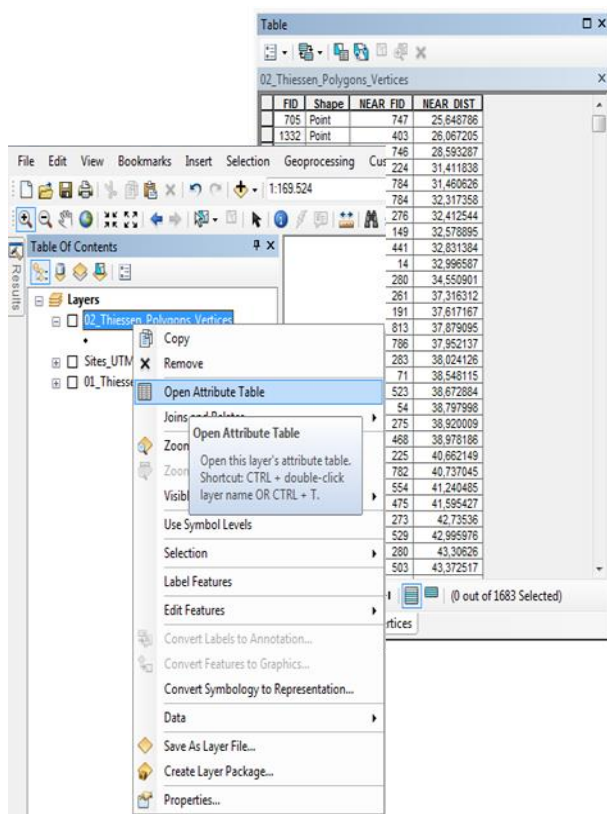 Table
02_Thiessen_Polygons_Vertices
FID Shape NEAR_FID NEAR_DIST
705 Point 747 25,648786
1332 Point 403 26,067205
746 28,593287
224 31,411838
784 31,460626
784 32,317358
276 32,412544
149 32,578895
441 32,831384
14 32,996587
280 34,550901
261 37,316312
191 37,617167
813 37,879095
786 37,952137
283 38,024126
71 38,548115
523 38,672884
54 38,797998
275 38,920009
468 38,978186
225 40,662149
782 40,737045
554 41,240485
475 41,595427
273 42,73536
529 42,995976
280 43,30626
503 43,372517
(0 out of 1683 Selected)
rtices
File Edit View Bookmarks Insert Selection Geoprocessing Cus
1:169.524
Table Of Contents
Results
Layers
02_Thiessen_Polygons_Vertices
Sites_UTM
01_Thiesse
Copy
Remove
Open Attribute Table
Joins and Relates
Open Attribute Table
Open this layer's attribute table.
Shortcut: CTRL + double-click
layer name OR CTRL + T.
Zoom
Zoom
Visibl
Use Symbol Levels
Selection
Label Features
Edit Features
Convert Labels to Annotation...
Convert Features to Graphics...
Convert Symbology to Representation...
Data
Save As Layer File...
Create Layer Package...
Properties...